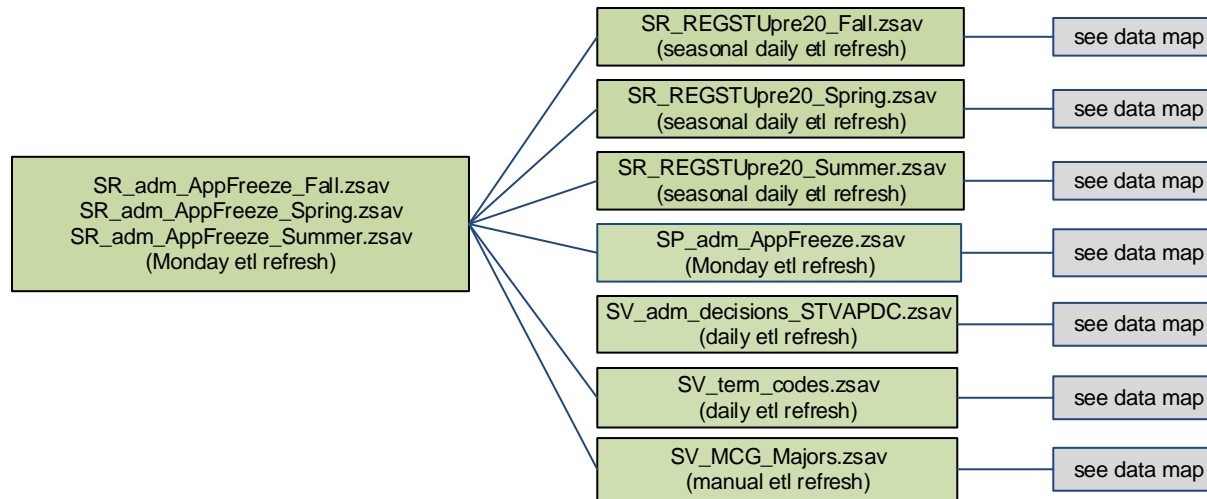 SR_adm_AppFreeze_Fall.zsav
SR_adm_AppFreeze_Spring.zsav
SR_adm_AppFreeze_Summer.zsav
(Monday etl refresh)
SR_REGSTUpre20_Fall.zsav
(seasonal daily etl refresh)
see data map
SR_REGSTUpre20_Spring.zsav
(seasonal daily etl refresh)
see data map
SR_REGSTUpre20_Summer.zsav
(seasonal daily etl refresh)
see data map
SP_adm_AppFreeze.zsav
(Monday etl refresh)
see data map
SV_adm_decisions_STVAPDC.zsav
(daily etl refresh)
see data map
SV_term_codes.zsav
(daily etl refresh)
see data map
SV_MCG_Majors.zsav
(manual etl refresh)
see data map